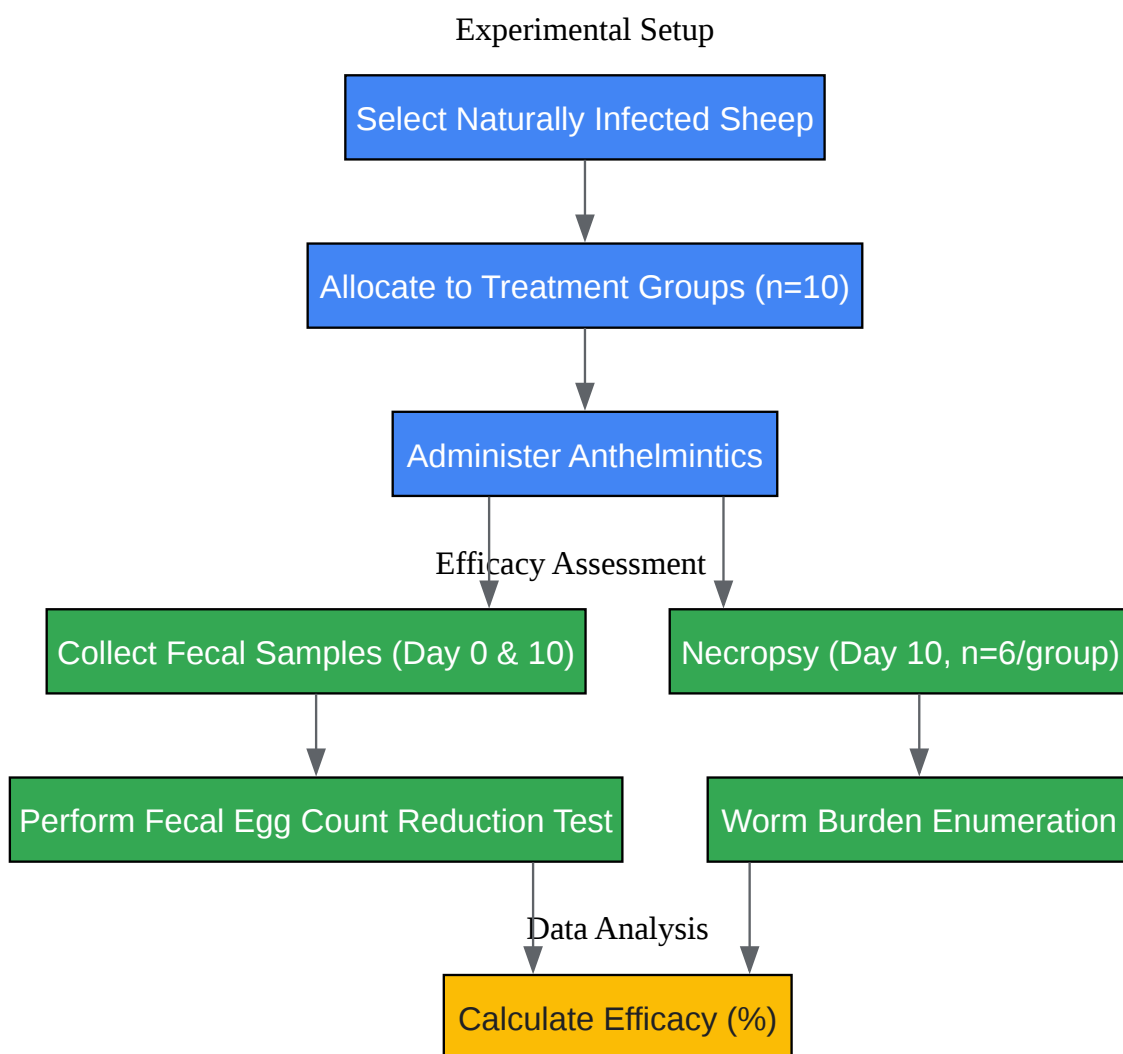 Experimental Setup
Select Naturally Infected Sheep
Allocate to Treatment Groups (n=10)
Administer Anthelmintics
Efficacy Assessment
Collect Fecal Samples (Day 0 & 10)
Necropsy (Day 10, n=6/group)
Perform Fecal Egg Count Reduction Test
Worm Burden Enumeration
Data Analysis
Calculate Efficacy (%)